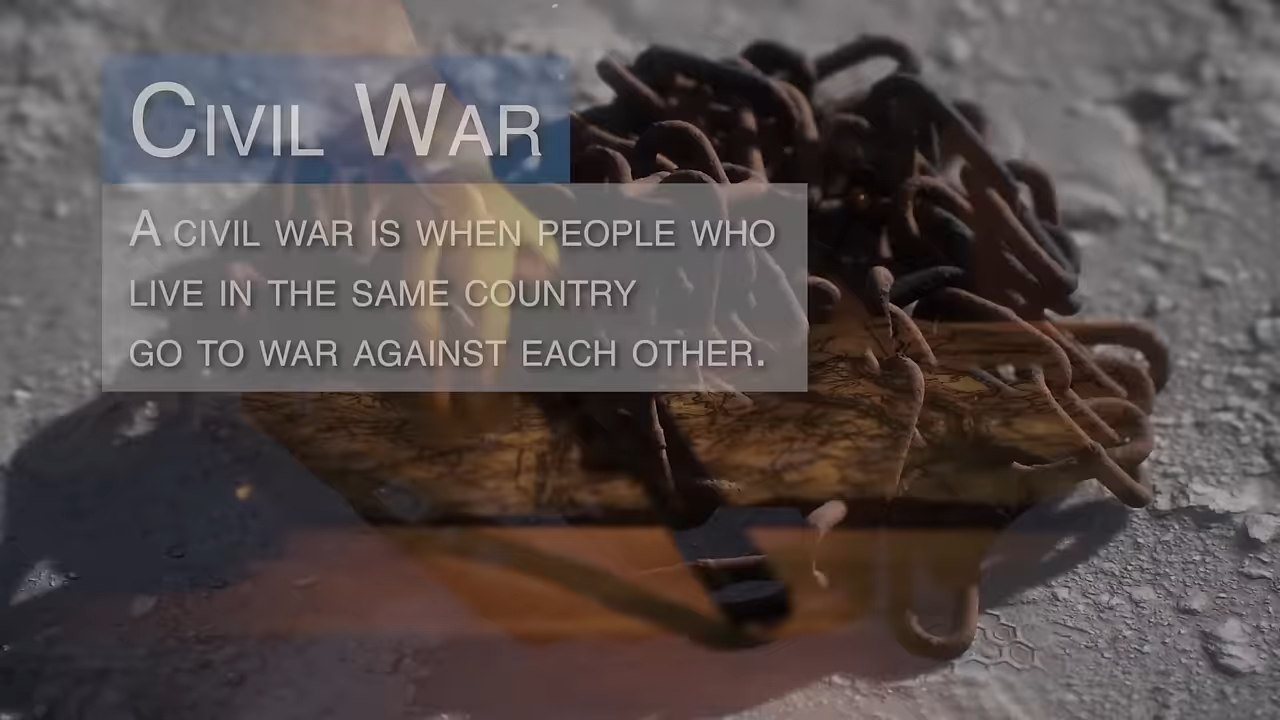 Civil War
A civil war is when people who
live in the same country
go to war against each other.